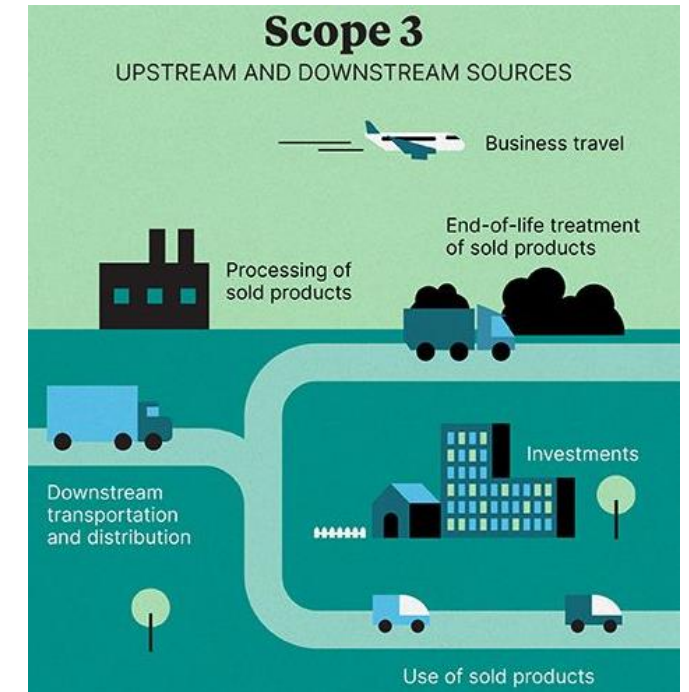 Scope 3
UPSTREAM AND DOWNSTREAM SOURCES
Business travel
End-of-life treatment
of sold products
Processing of
sold products
Investments
Downstream
transportation
and distribution
Use of sold products